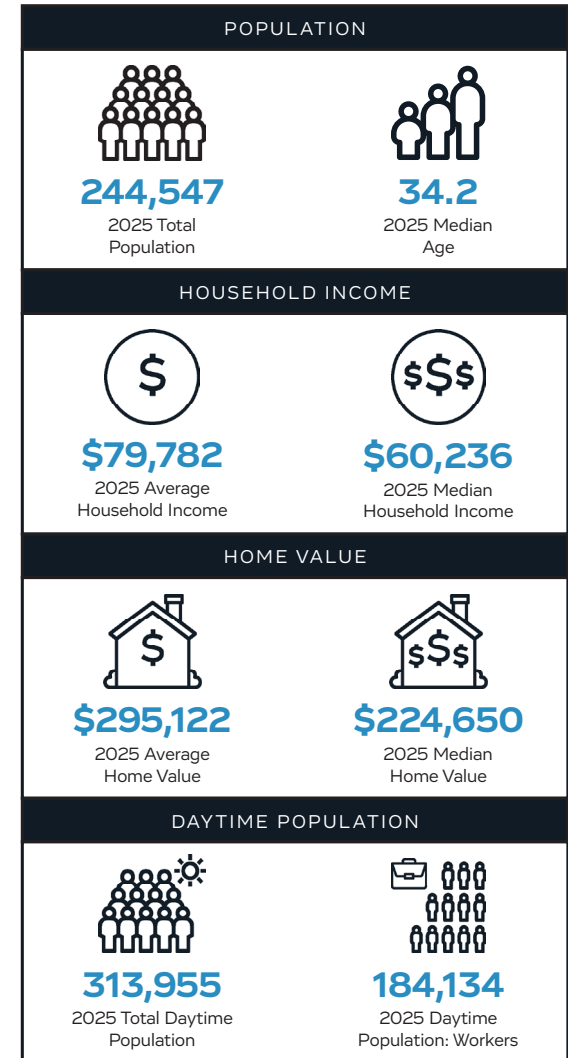 POPULATION
244,547
2025 Total
Population
34.2
2025 Median
Age
HOUSEHOLD INCOME
$
$79,782
2025 Average
Household Income
$$$
$60,236
2025 Median
Household Income
HOME VALUE
$
$295,122
2025 Average
Home Value
$$$
$224,650
2025 Median
Home Value
DAYTIME POPULATION
313,955
2025 Total Daytime
Population
184,134
2025 Daytime
Population: Workers